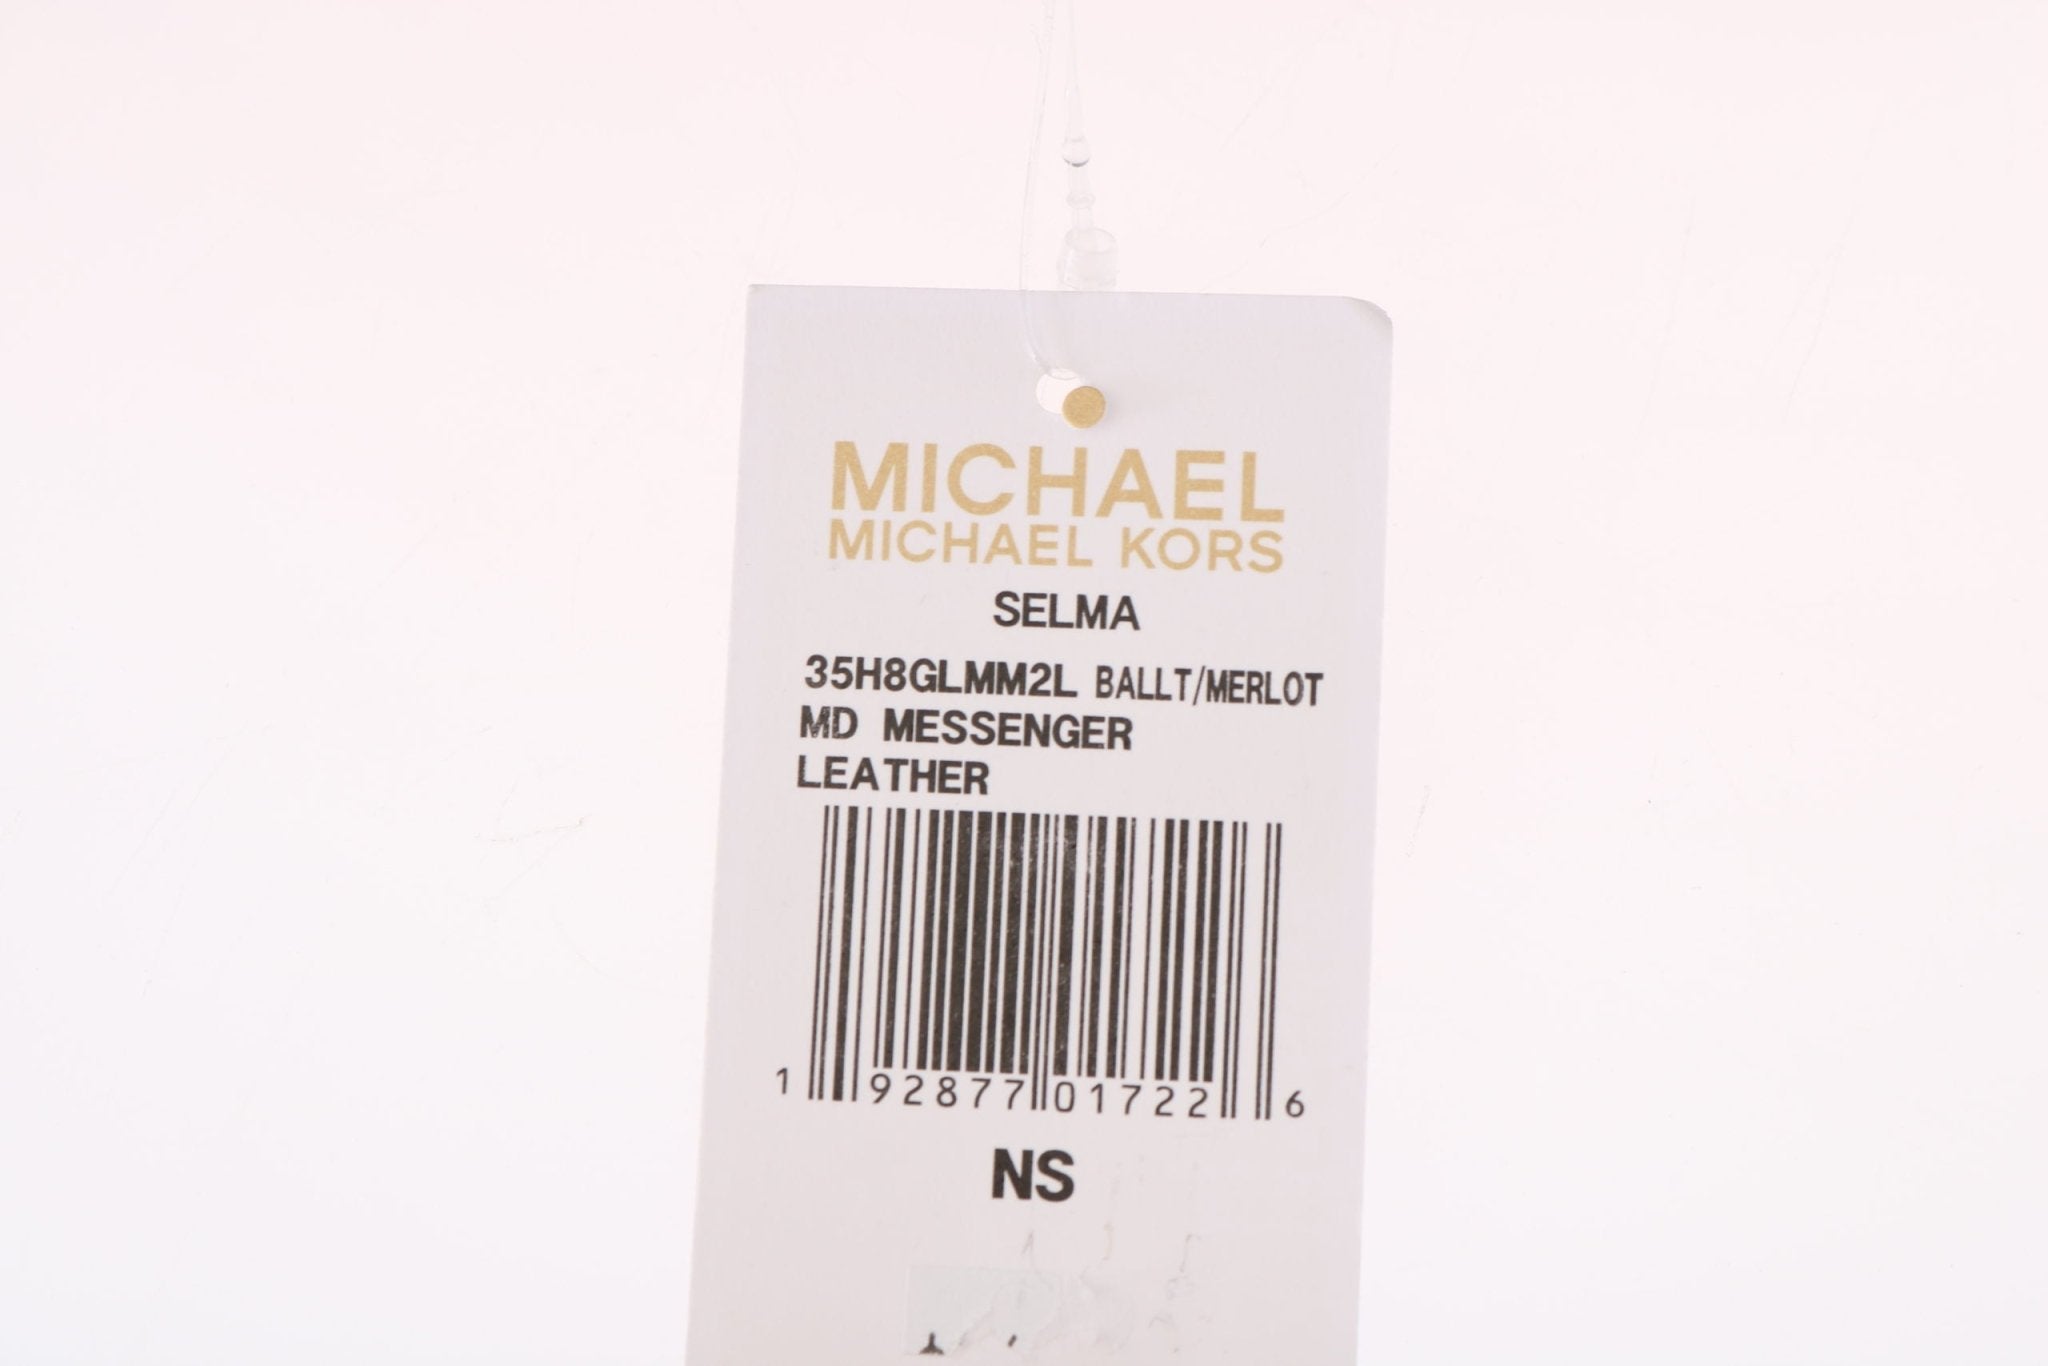 MICHAEL
MICHAEL KORS
SELMA
35H8GLMM2L BALLT/MERLOT
MD MESSENGER
LEATHER
1 92877 01722 6
NS